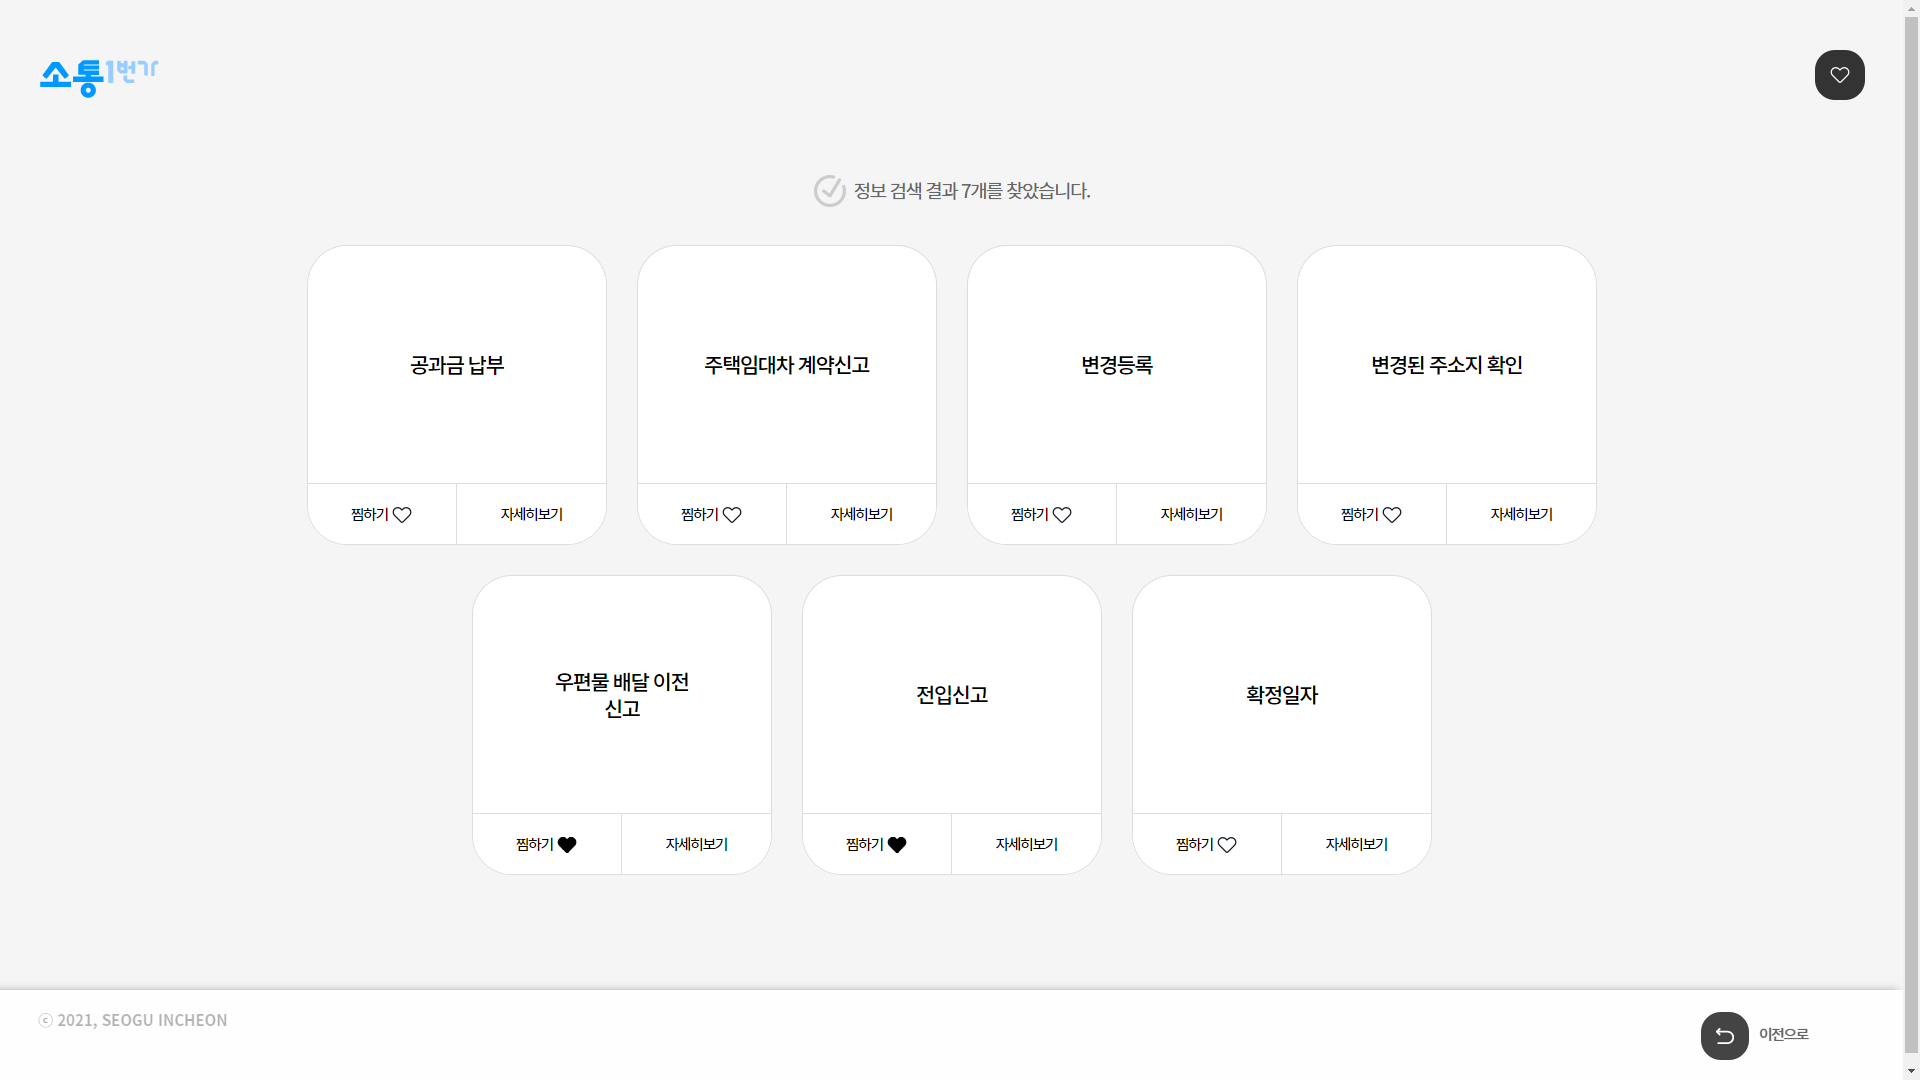 소통1번가
정보 검색 결과 7개를 찾았습니다.
공과금 납부
주택임대차 계약신고
변경등록
변경된 주소지 확인
찜하기
자세히보기
찜하기
자세히보기
찜하기
자세히보기
찜하기
자세히보기
우편물 배달 이전
신고
전입신고
확정일자
찜하기
자세히보기
찜하기
자세히보기
찜하기
자세히보기
ⓒ 2021, SEOGU INCHEON
이전으로